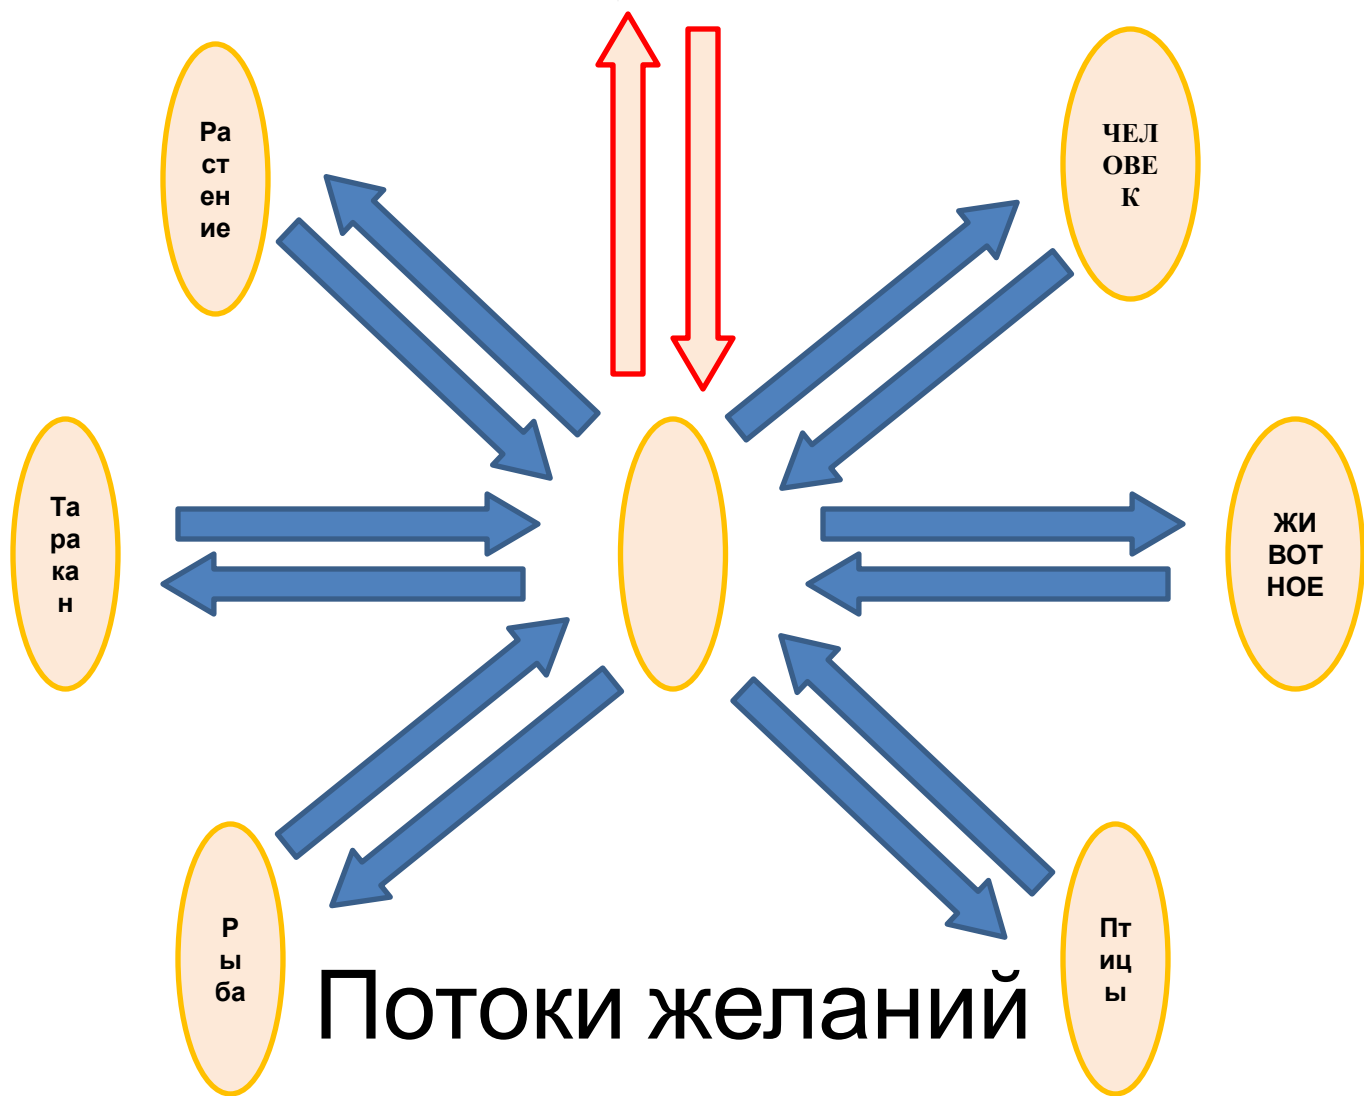 Ра
ст
ен
ие
ЧЕЛ
ОВЕ
К
Та
ра
ка
н
ЖИ
ВОТ
НОЕ
Р
ы
ба
Пт
иц
ы
Потоки желаний